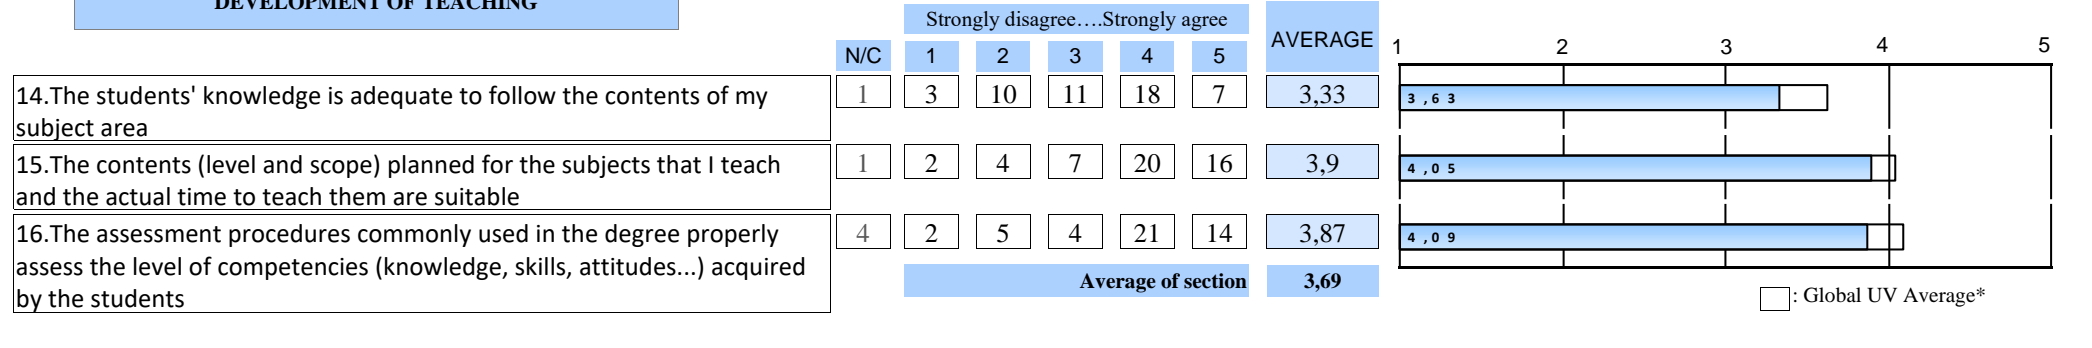 DEVELOPMENT OF TEACHING
Strongly disagree….Strongly agree
AVERAGE
N/C 1 2 3 4 5
1 2 3 4 5
14.The students' knowledge is adequate to follow the contents of my
subject area
1 3 10 11 18 7 3,33
3,63
15.The contents (level and scope) planned for the subjects that I teach
and the actual time to teach them are suitable
1 2 4 7 20 16 3,9
4,05
16.The assessment procedures commonly used in the degree properly
assess the level of competencies (knowledge, skills, attitudes...) acquired
by the students
4 2 5 4 21 14 3,87
4,09
Average of section 3,69
: Global UV Average*